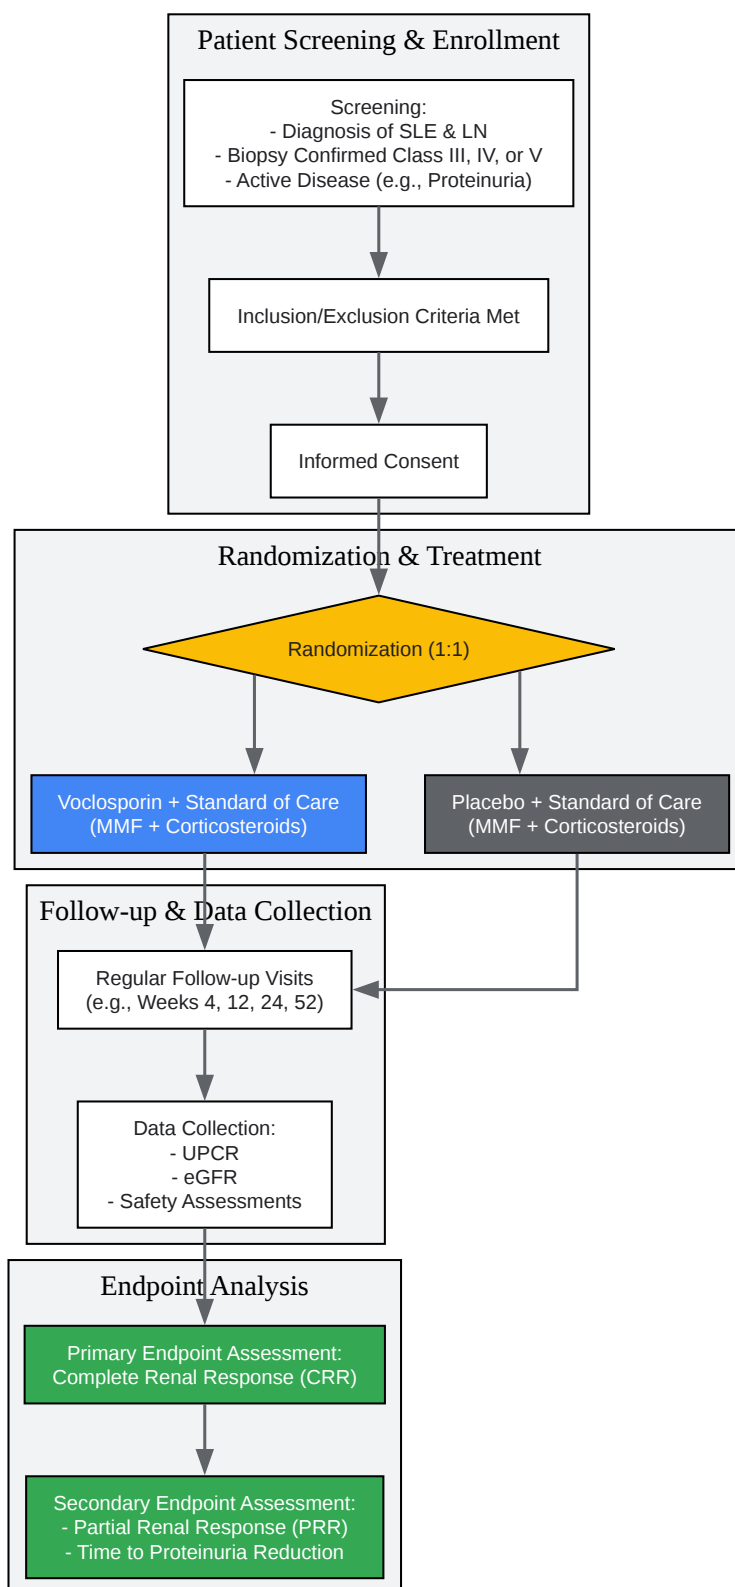 Patient Screening & Enrollment
Screening:
- Diagnosis of SLE & LN
- Biopsy Confirmed Class III, IV, or V
- Active Disease (e.g., Proteinuria)
Inclusion/Exclusion Criteria Met
Informed Consent
Randomization & Treatment
Randomization (1:1)
Voclosporin + Standard of Care
(MMF + Corticosteroids)
Placebo + Standard of Care
(MMF + Corticosteroids)
Follow-up & Data Collection
Regular Follow-up Visits
(e.g., Weeks 4, 12, 24, 52)
Data Collection:
- UPCR
- eGFR
- Safety Assessments
Endpoint Analysis
Primary Endpoint Assessment:
Complete Renal Response (CRR)
Secondary Endpoint Assessment:
- Partial Renal Response (PRR)
- Time to Proteinuria Reduction